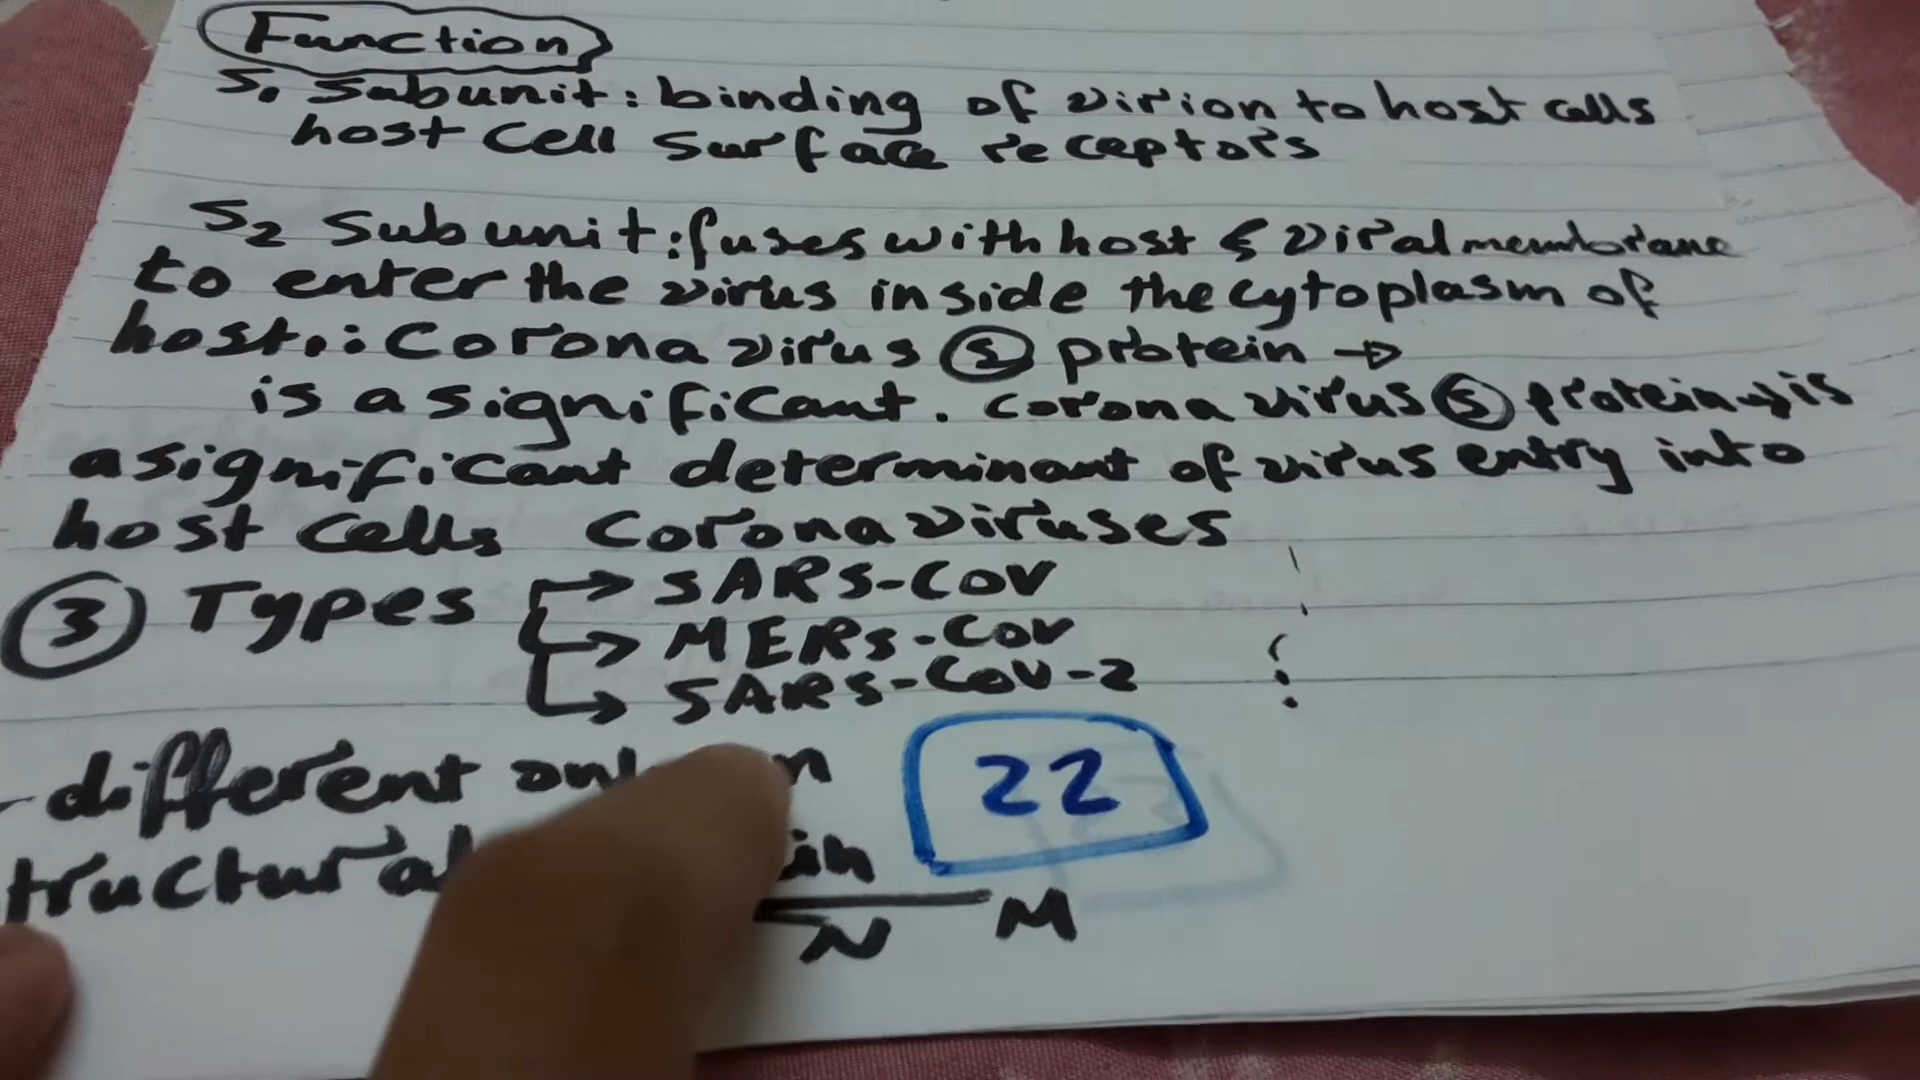 Function
S1 Subunit: binding of virion to host cells
host cell surface receptors
S2 Subunit: fuses with host & viral membrane
to enter the virus inside the cytoplasm of
host.: Corona virus S protein →
is a significant. corona virus S protein → is
a significant determinant of virus entry into
host cells Corona viruses
3 Types → SARS-COV
→ MERS-COV
→ SARS-COV-2
- different
22
N M